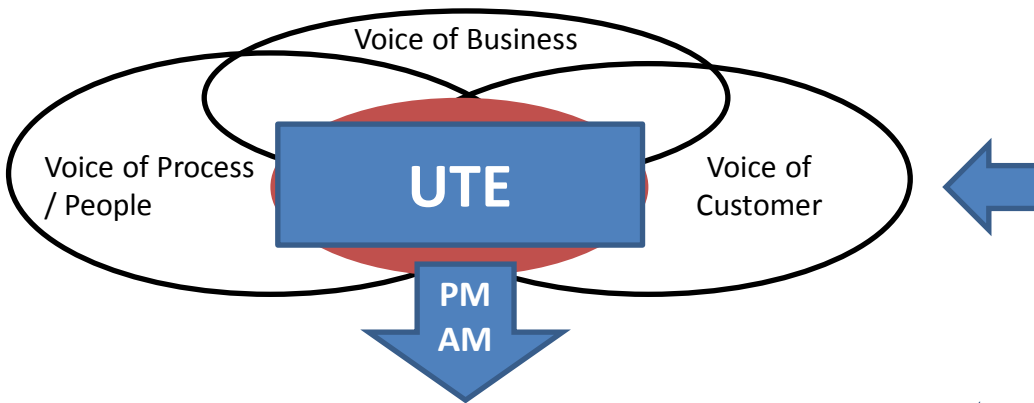 Voice of Business
Voice of Process
/ People
UTE
Voice of
Customer
PM
AM